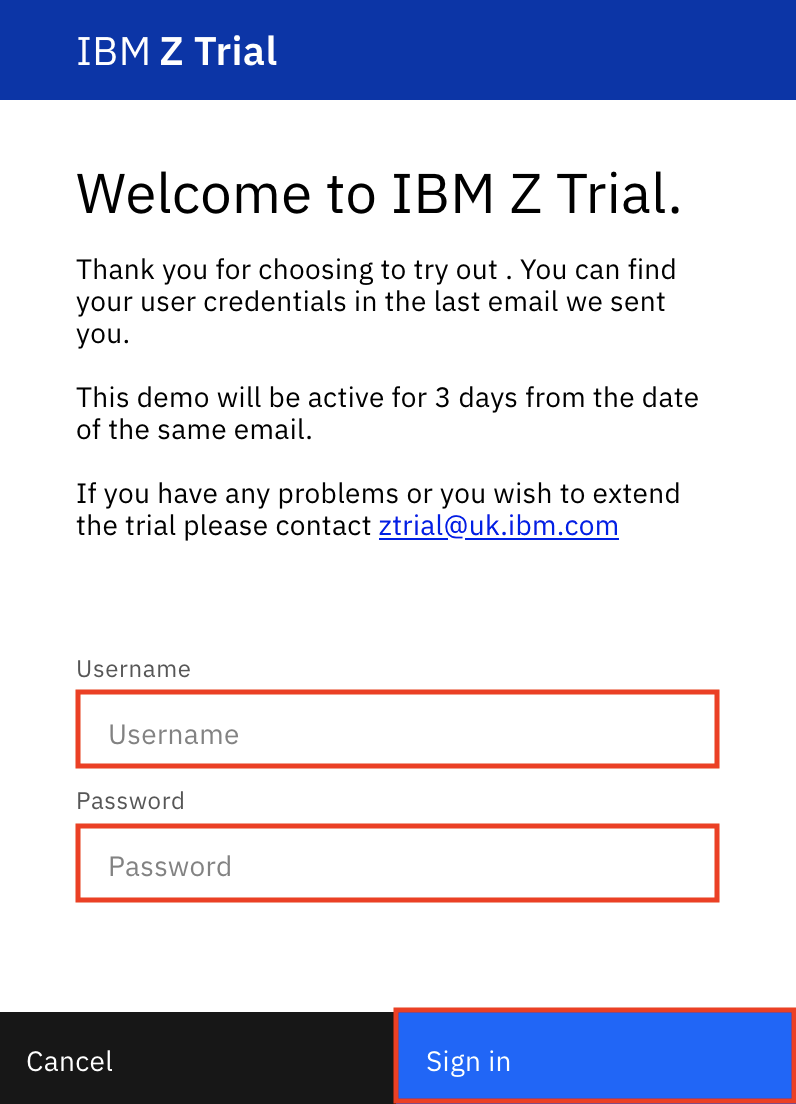 IBM Z Trial
Welcome to IBM Z Trial.
Thank you for choosing to try out . You can find
your user credentials in the last email we sent
you.
This demo will be active for 3 days from the date
of the same email.
If you have any problems or you wish to extend
the trial please contact ztrial@uk.ibm.com
Username
Username
Password
Password
Cancel
Sign in